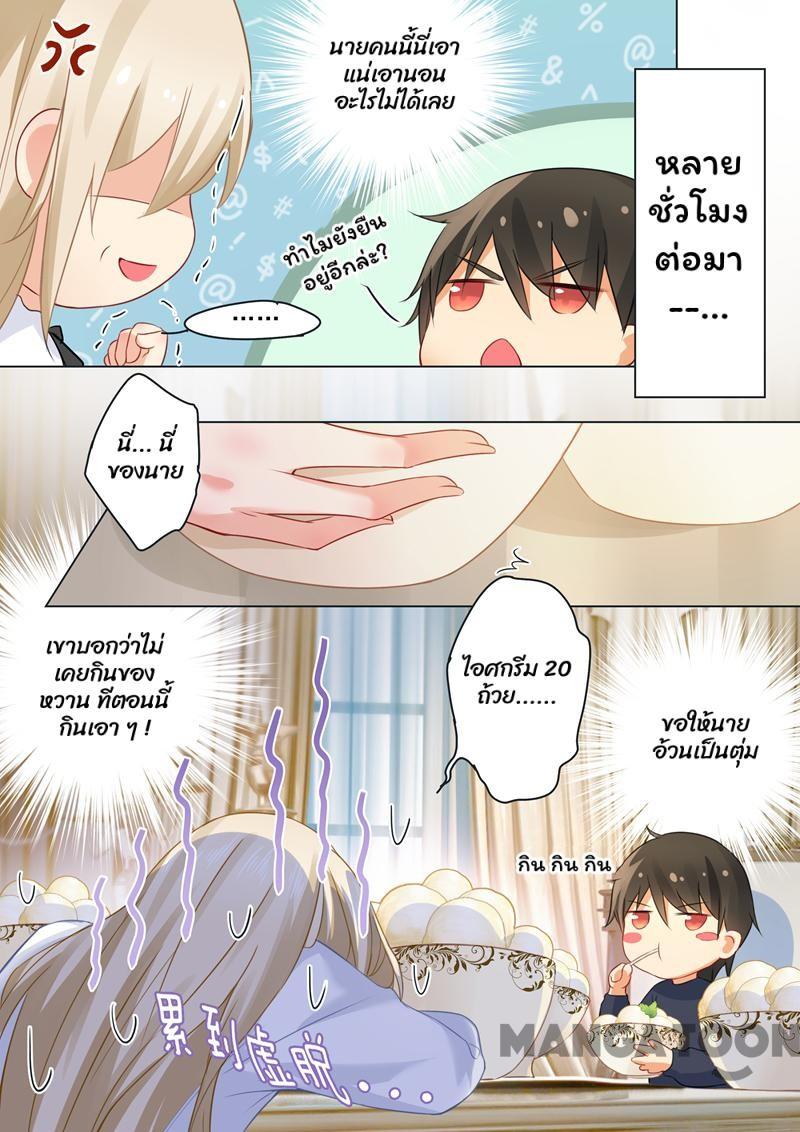 นายคนนี้นี่เอา
แน่เอานอน
อะไรไม่ได้เลย
หลาย
ชั่วโมง
ต่อมา
--...
ทำไมยังยืน
อยู่อีกล่ะ?
......
นี่... นี่
ของนาย
ไอศกรีม 20
ถ้วย......
เขาบอกว่าไม่
เคยกินของ
หวาน ทีตอนนี้
กินเอา ๆ !
ขอให้นาย
อ้วนเป็นตุ่ม
กิน กิน กิน
累到虚脱...
MANGATOON